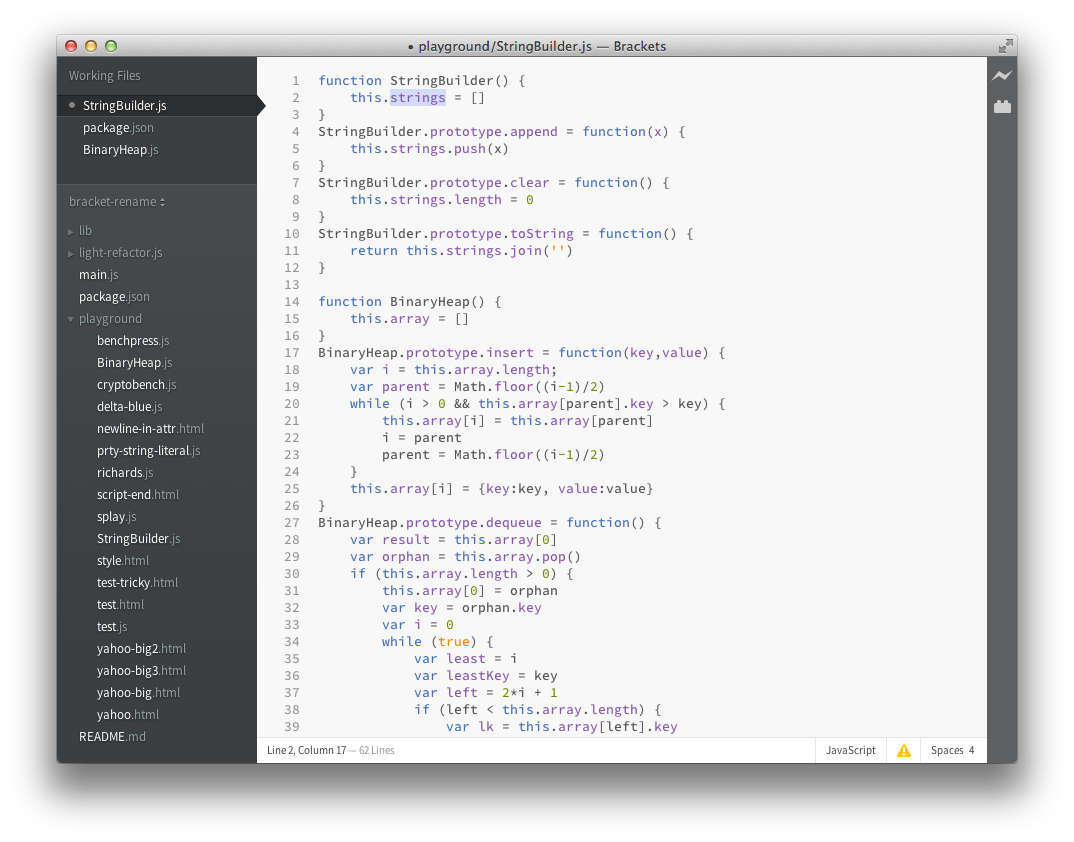 • playground/StringBuilder.js — Brackets
Working Files
• StringBuilder.js
package.json
BinaryHeap.js
bracket-rename
lib
light-refactor.js
main.js
package.json
playground
benchpress.js
BinaryHeap.js
cryptobench.js
delta-blue.js
newline-in-attr.html
prty-string-literal.js
richards.js
script-end.html
splay.js
StringBuilder.js
style.html
test-tricky.html
test.html
test.js
yahoo-big2.html
yahoo-big3.html
yahoo-big.html
yahoo.html
README.md
1 function StringBuilder() {
2     this.strings = []
3 }
4 StringBuilder.prototype.append = function(x) {
5     this.strings.push(x)
6 }
7 StringBuilder.prototype.clear = function() {
8     this.strings.length = 0
9 }
10 StringBuilder.prototype.toString = function() {
11     return this.strings.join('')
12 }
13
14 function BinaryHeap() {
15     this.array = []
16 }
17 BinaryHeap.prototype.insert = function(key,value) {
18     var i = this.array.length;
19     var parent = Math.floor((i-1)/2)
20     while (i > 0 && this.array[parent].key > key) {
21         this.array[i] = this.array[parent]
22         i = parent
23         parent = Math.floor((i-1)/2)
24     }
25     this.array[i] = {key:key, value:value}
26 }
27 BinaryHeap.prototype.dequeue = function() {
28     var result = this.array[0]
29     var orphan = this.array.pop()
30     if (this.array.length > 0) {
31         this.array[0] = orphan
32         var key = orphan.key
33         var i = 0
34         while (true) {
35             var least = i
36             var leastKey = key
37             var left = 2*i + 1
38             if (left < this.array.length) {
39                 var lk = this.array[left].key
Line 2, Column 17 — 62 Lines
JavaScript
Spaces 4